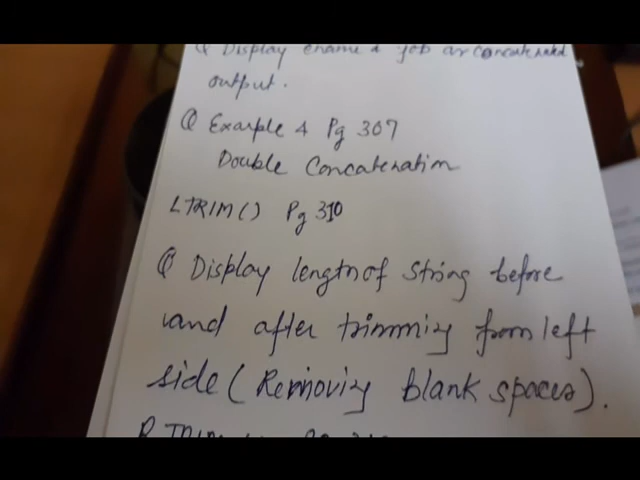 Q Display ename & job as concatenated
output.
Q Example 4 Pg 307
Double Concatenation
LTRIM() Pg 310
Q Display length of string before
and after trimming from left
side (Removing blank spaces).